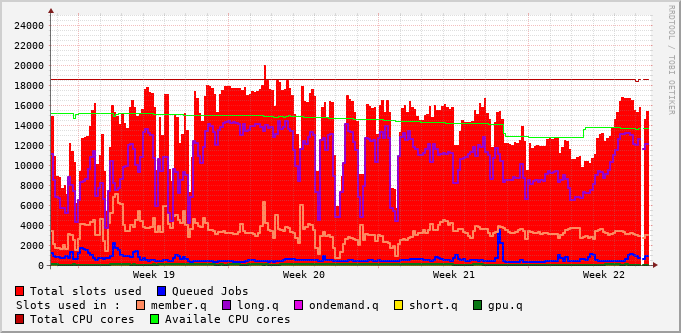 24000
22000
20000
18000
16000
14000
12000
10000
8000
6000
4000
2000
0
Week 19 Week 20 Week 21 Week 22
RRDTOOL / TOBI OETIKER
Total slots used Queued Jobs
Slots used in : member.q long.q ondemand.q short.q gpu.q
Total CPU cores Availale CPU cores